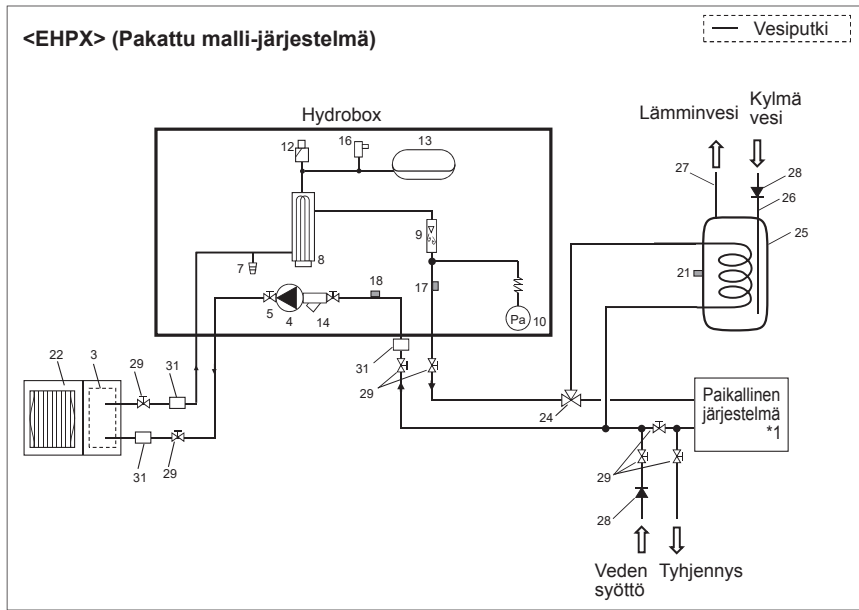 <EHPX> (Pakattu malli-järjestelmä)
Vesiputki
Hydrobox
Lämminvesi
Kylmä
vesi
12
16
13
27
28
26
9
25
7
8
21
18
17
5
4
14
Pa
10
22
3
29
31
31
29
24
Paikallinen
järjestelmä
*1
31
29
29
28
Veden
syöttö
Tyhjennys